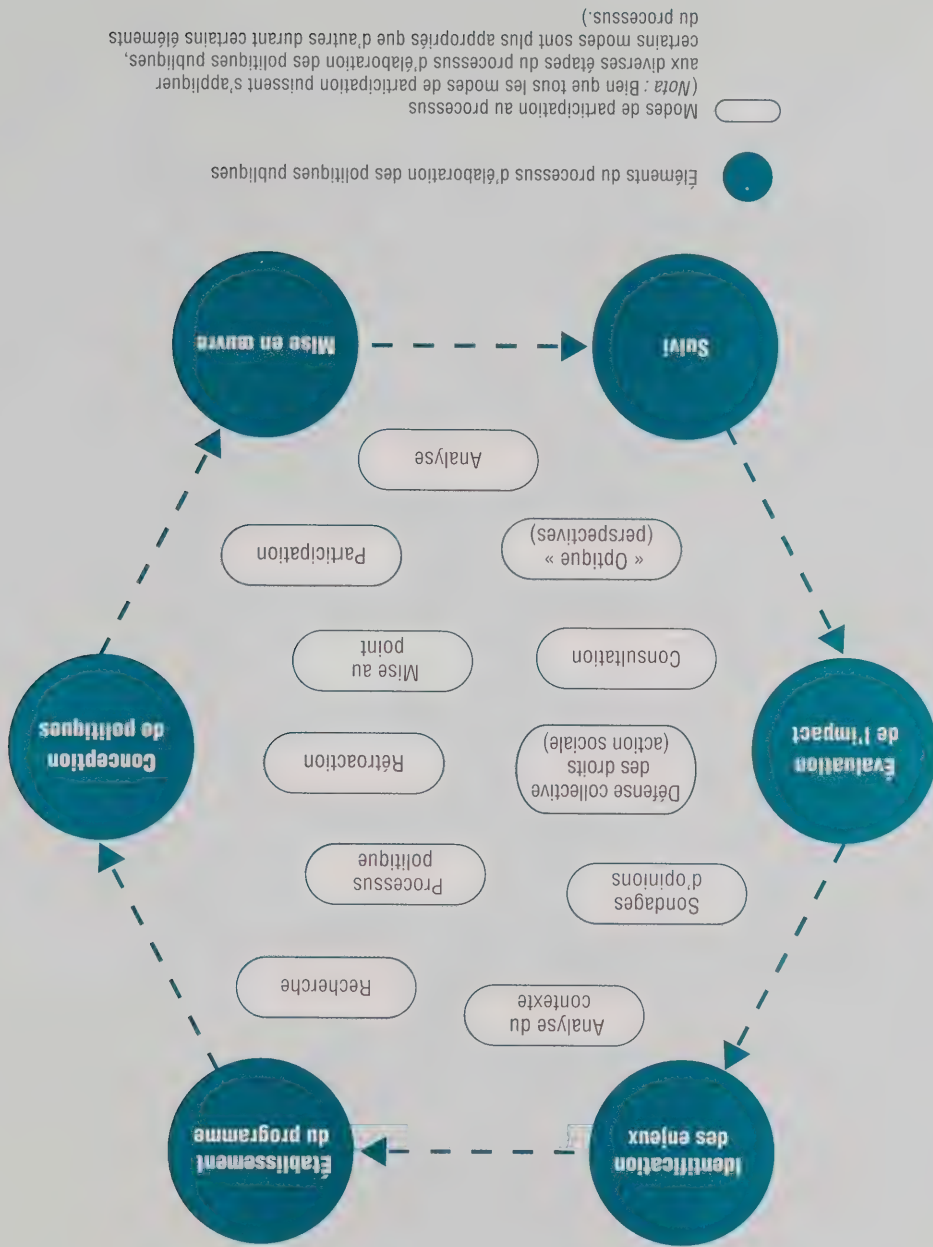 Identification
des enjeux
Établissement
du programme
Analyse du
contexte
Recherche
Sondages
d'opinions
Processus
politique
Défense collective
des droits
(action sociale)
Rétroaction
Évaluation
de l'impact
Conception
de politiques
Consultation
Mise au
point
« Optique »
(perspectives)
Participation
Analyse
Suivi
Mise en œuvre
Éléments du processus d'élaboration des politiques publiques
Modes de participation au processus
(Nota : Bien que tous les modes de participation puissent s'appliquer
aux diverses étapes du processus d'élaboration des politiques publiques,
certains modes sont plus appropriés que d'autres durant certains éléments
du processus.)